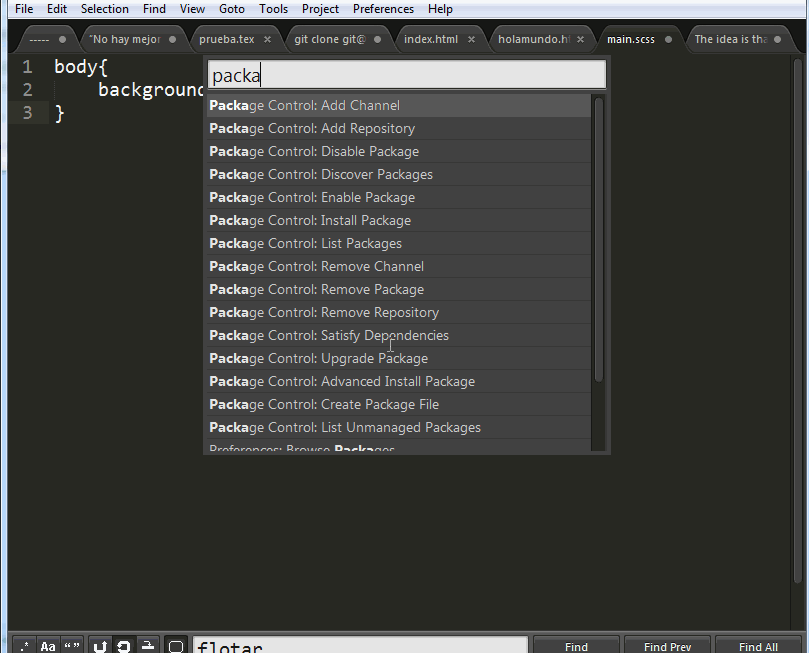 File Edit Selection Find View Goto Tools Project Preferences Help
----- "No hay mejor prueba.tex git clone git@ index.html holamundo.h main.scss The idea is tha
packa
1 body{
2 background
3 }
Package Control: Add Channel
Package Control: Add Repository
Package Control: Disable Package
Package Control: Discover Packages
Package Control: Enable Package
Package Control: Install Package
Package Control: List Packages
Package Control: Remove Channel
Package Control: Remove Package
Package Control: Remove Repository
Package Control: Satisfy Dependencies
Package Control: Upgrade Package
Package Control: Advanced Install Package
Package Control: Create Package File
Package Control: List Unmanaged Packages
Preferences: Browse Packages
.* Aa “ ” flotar Find Find Prev Find All